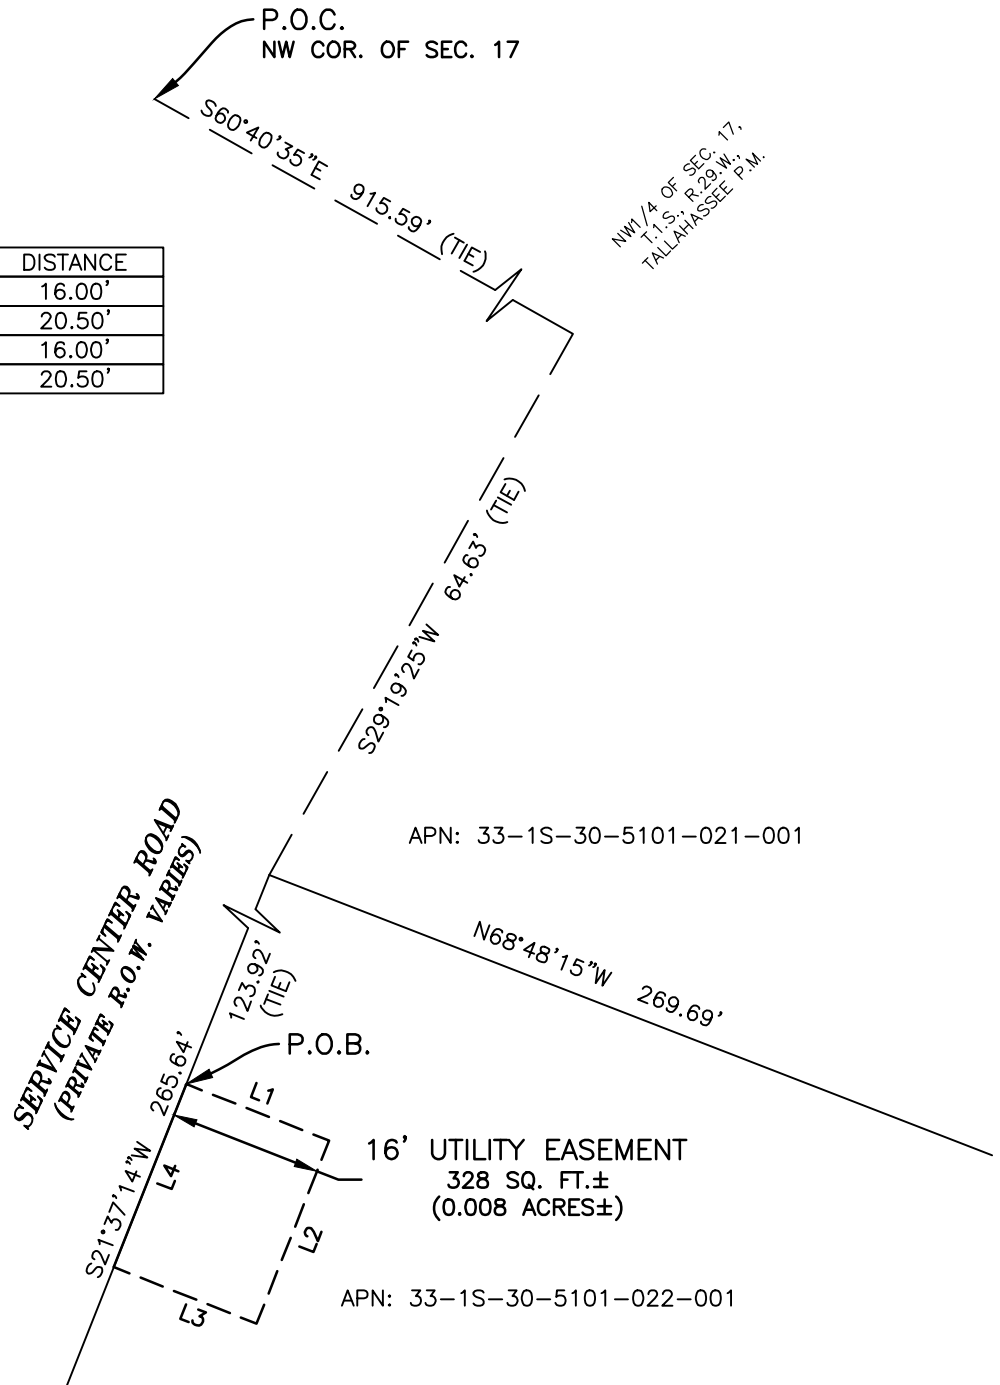 P.O.C.
NW COR. OF SEC. 17
S60°40'35"E 915.59' (TIE)
NW1/4 OF SEC. 17,
T.1.S., R.29.W.,
TALLAHASSEE P.M.
DISTANCE
16.00'
20.50'
16.00'
20.50'
S29°19'25"W 64.63' (TIE)
APN: 33-1S-30-5101-021-001
SERVICE CENTER ROAD
(PRIVATE R.O.W. VARIES)
N68°48'15"W 269.69'
123.92'
(TIE)
P.O.B.
S21°37'14"W 265.64'
L1
16' UTILITY EASEMENT
328 SQ. FT.±
(0.008 ACRES±)
L4
L2
L3
APN: 33-1S-30-5101-022-001